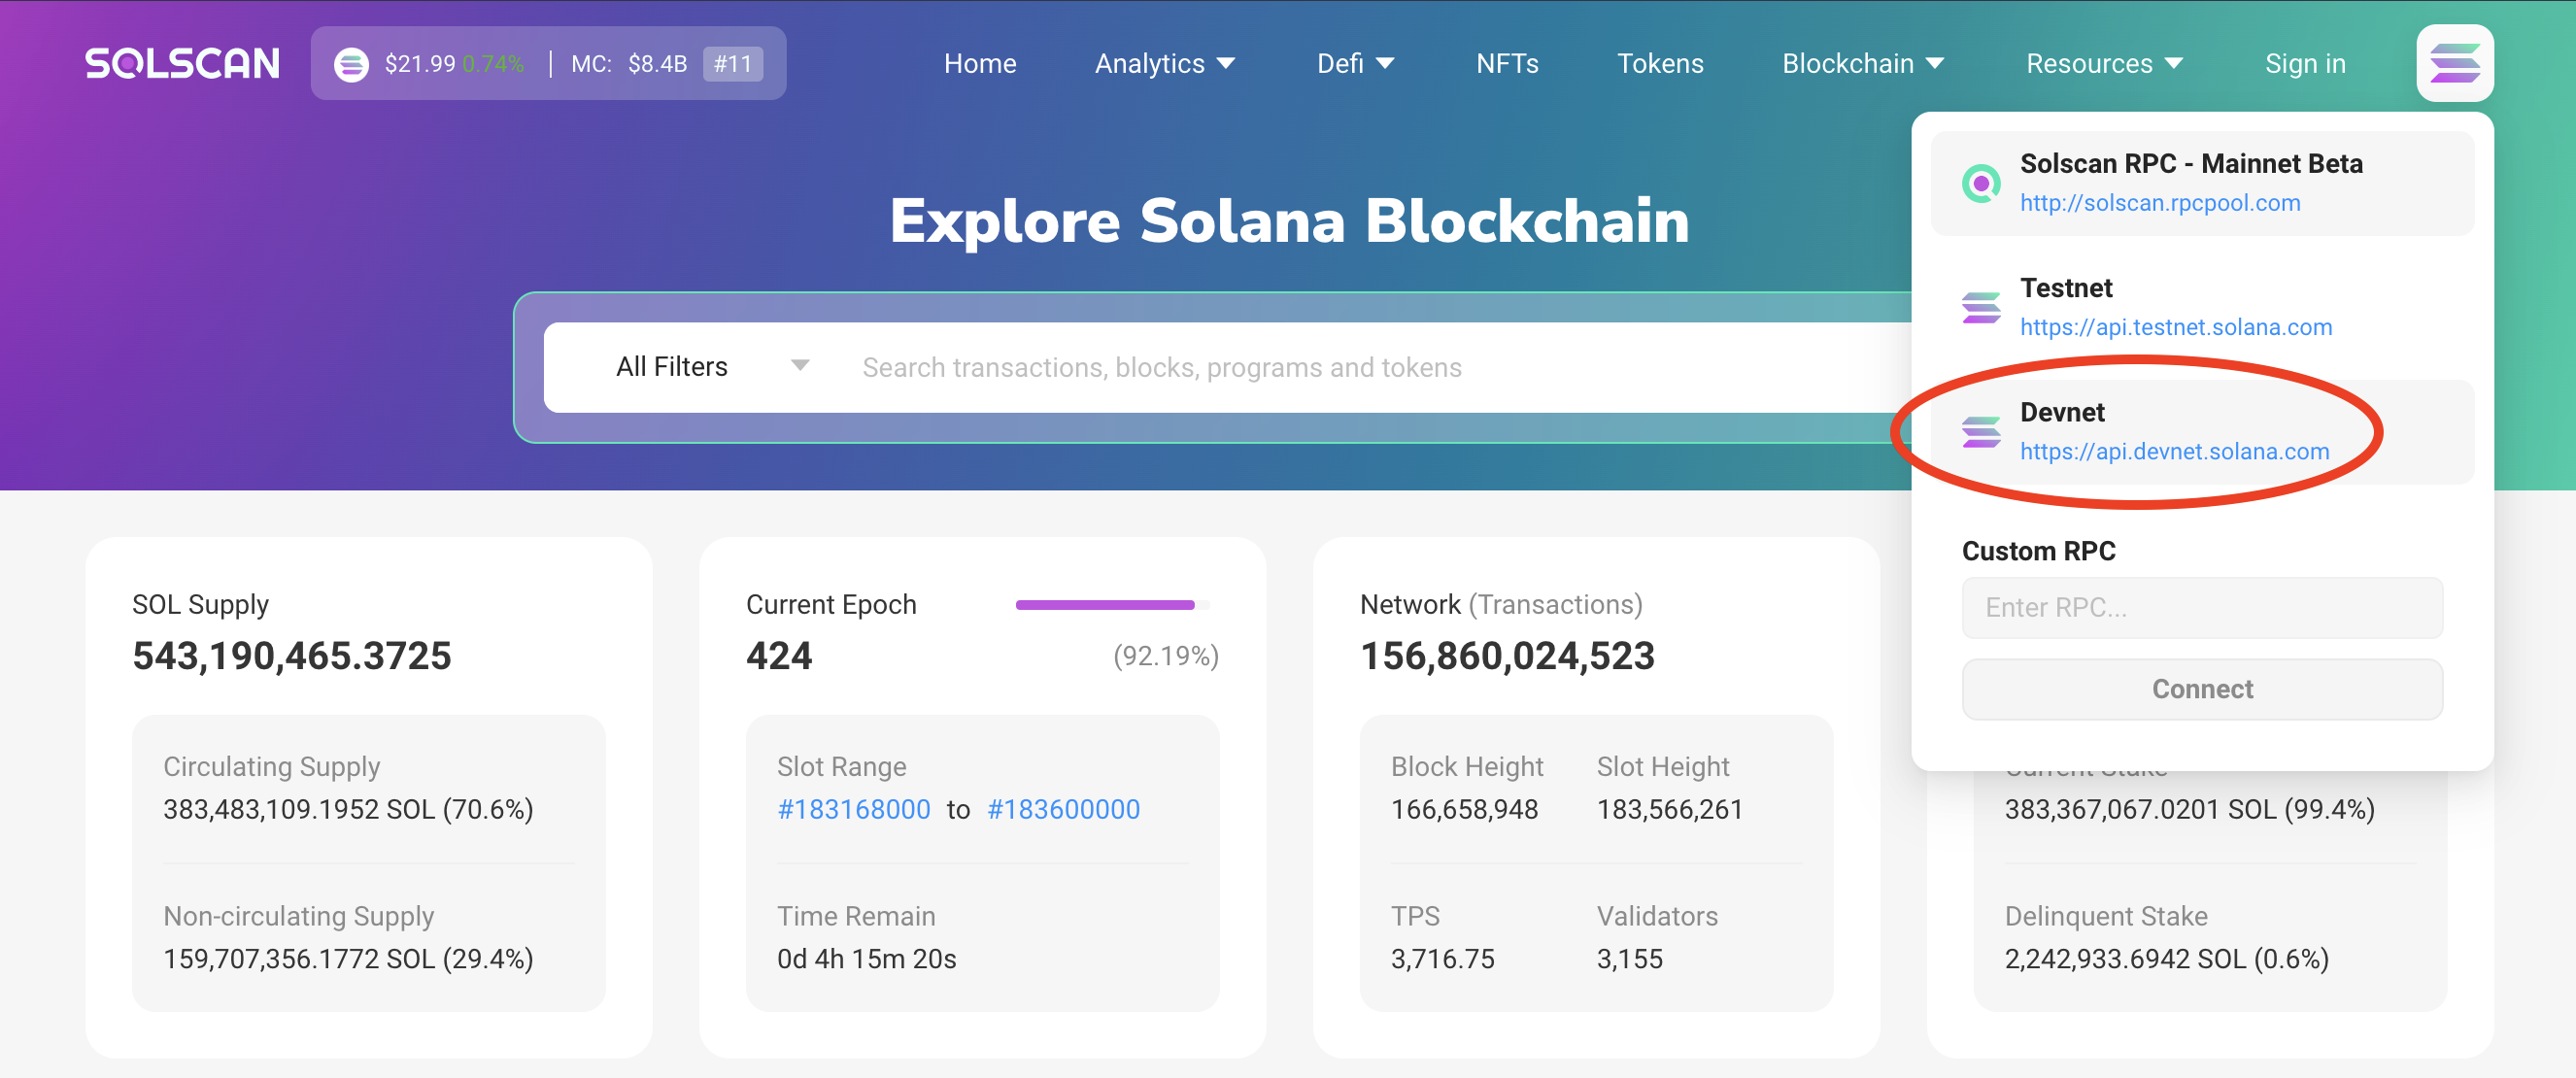 SOLSCAN
$21.99 0.74% | MC: $8.4B #11
Home
Analytics
Defi
NFTs
Tokens
Blockchain
Resources
Sign in
Explore Solana Blockchain
All Filters
Search transactions, blocks, programs and tokens
Solscan RPC - Mainnet Beta
http://solscan.rpcpool.com
Testnet
https://api.testnet.solana.com
Devnet
https://api.devnet.solana.com
Custom RPC
Enter RPC...
Connect
SOL Supply
543,190,465.3725
Circulating Supply
383,483,109.1952 SOL (70.6%)
Non-circulating Supply
159,707,356.1772 SOL (29.4%)
Current Epoch
424
(92.19%)
Slot Range
#183168000 to #183600000
Time Remain
0d 4h 15m 20s
Network (Transactions)
156,860,024,523
Block Height
166,658,948
Slot Height
183,566,261
TPS
3,716.75
Validators
3,155
Current Stake
383,367,067.0201 SOL (99.4%)
Delinquent Stake
2,242,933.6942 SOL (0.6%)